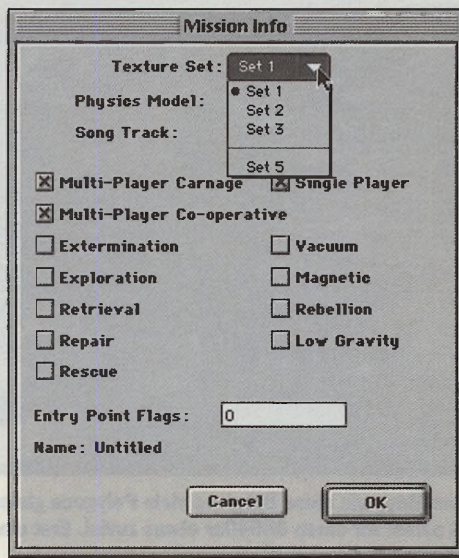 Mission Info
Texture Set: Set 1
Set 1
Set 2
Set 3
Set 5
Physics Model:
Song Track:
Multi-Player Carnage Single Player
Multi-Player Co-operative
Extermination Vacuum
Exploration Magnetic
Retrieval Rebellion
Repair Low Gravity
Rescue
Entry Point Flags: 0
Name: Untitled
Cancel OK